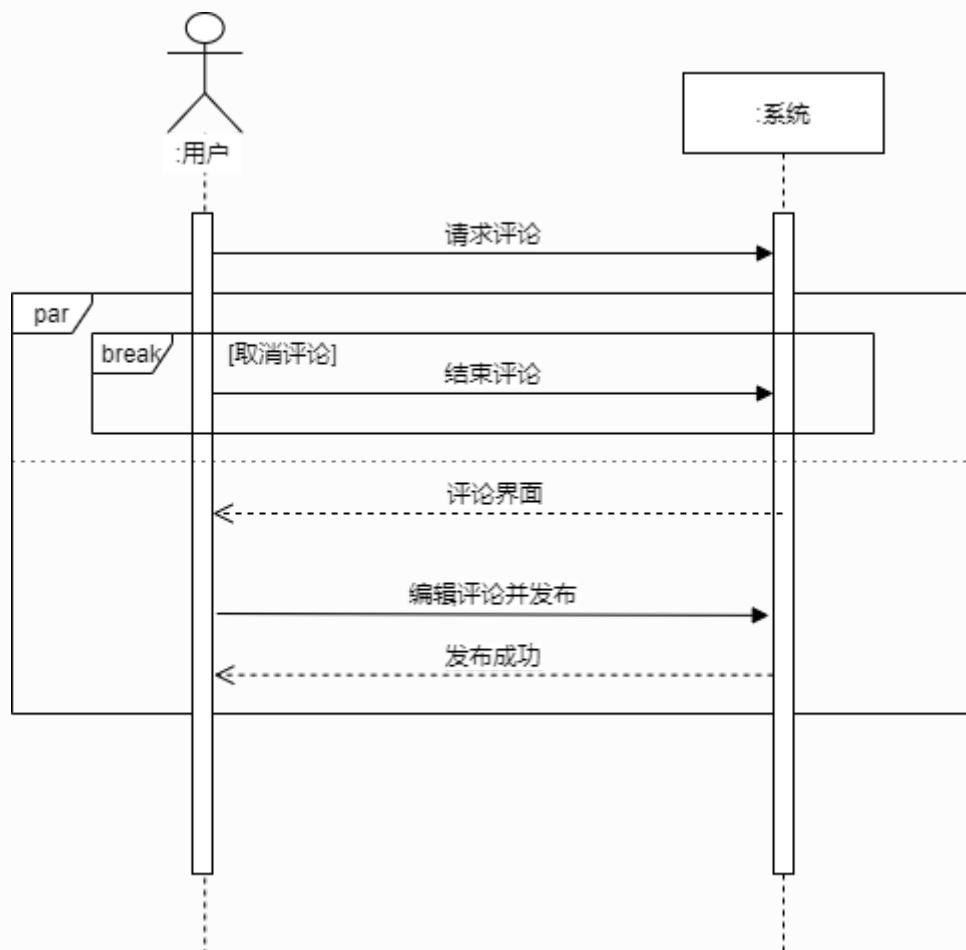 :用户
:系统
请求评论
par
break
[取消评论]
结束评论
评论界面
编辑评论并发布
发布成功